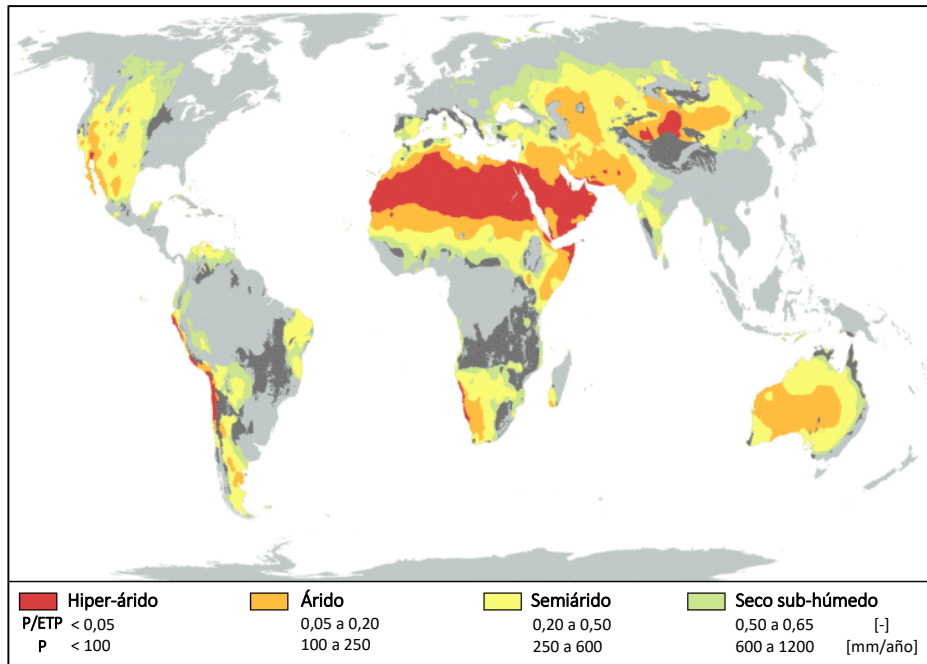 Hiper-árido Árido Semiárido Seco sub-húmedo
P/ETP < 0,05 0,05 a 0,20 0,20 a 0,50 0,50 a 0,65 [-]
P < 100 100 a 250 250 a 600 600 a 1200 [mm/año]